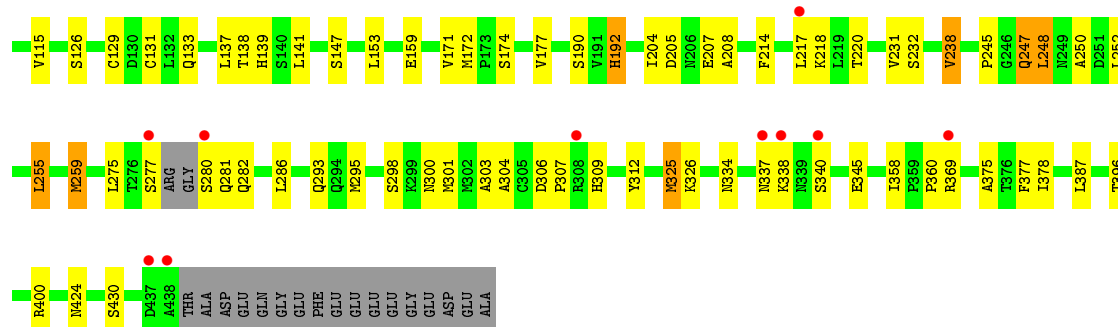 V115 S126 C129 D130 C131 L132 Q133 L137 T138 H139 S140 L141 S147 L153 E159 V171 M172 P173 S174 V177 S190 V191 H192 I204 D205 N206 E207 A208 F214 L217 K218 L219 T220 V231 S232 V238 P245 G246 Q247 L248 N249 A250 D251 L252
L255 M259 L275 T276 S277 ARG GLY S280 Q281 Q282 L286 Q293 Q294 M295 S298 K299 N300 M301 M302 A303 A304 C305 D306 P307 R308 H309 Y312 M325 K326 N334 N337 K338 N339 S340 E345 I358 P359 P360 R369 A375 T376 F377 I378 L387 T396
R400 N424 S430 D437 A438 THR ALA ASP GLU GLN GLY GLU PHE GLU GLU GLU GLU GLY GLU ASP GLU ALA